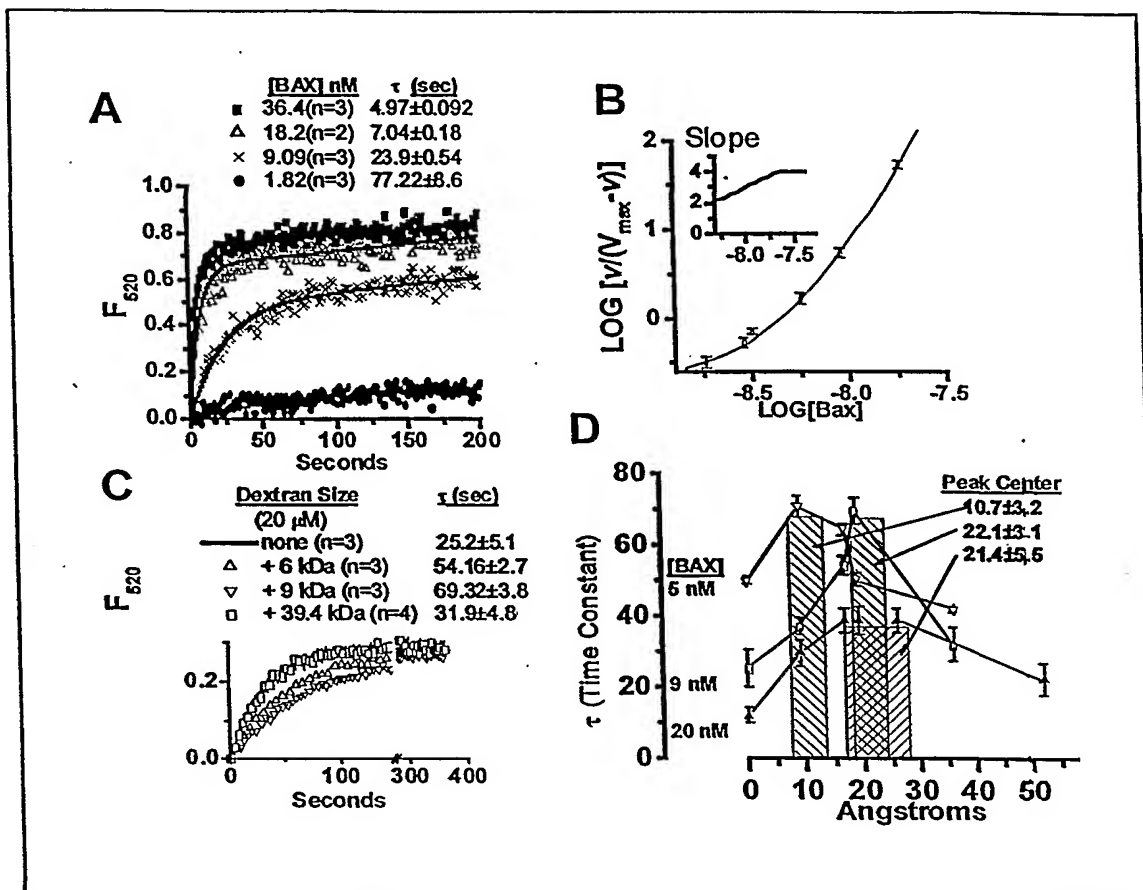 A
[BAX] nM τ (sec)
36.4(n=3) 4.97±0.092
18.2(n=2) 7.04±0.18
9.09(n=3) 23.9±0.54
1.82(n=3) 77.22±8.6
1.0
0.8
0.6
0.4
0.2
0.0
F520
0 50 100 150 200
Seconds
B
2
1
0
LOG [v/(Vmax-v)]
Slope
4
2
0
-8.0 -7.5
-8.5 -8.0 -7.5
LOG[Bax]
C
Dextran Size τ (sec)
(20 μM)
none (n=3) 25.2±5.1
+ 6 kDa (n=3) 54.16±2.7
+ 9 kDa (n=3) 69.32±3.8
+ 39.4 kDa (n=4) 31.9±4.8
F520
0.2
0.0
0 100 300 400
Seconds
D
80
60
40
20
0
τ (Time Constant)
[BAX]
5 nM
9 nM
20 nM
Peak Center
10.7±3.2
22.1±3.1
21.4±5.5
0 10 20 30 40 50
Angstroms